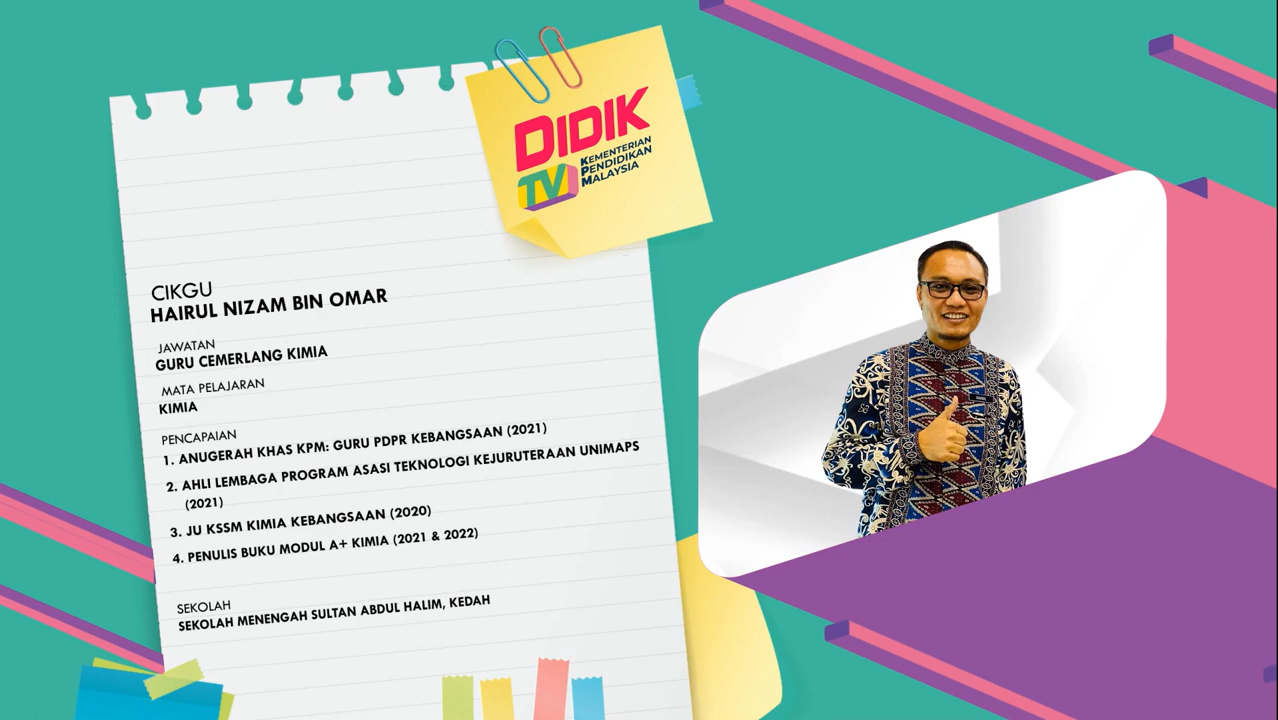 DIDIK
TV
KEMENTERIAN
PENDIDIKAN
MALAYSIA
CIKGU
HAIRUL NIZAM BIN OMAR
JAWATAN
GURU CEMERLANG KIMIA
MATA PELAJARAN
KIMIA
PENCAPAIAN
1. ANUGERAH KHAS KPM: GURU PDPR KEBANGSAAN (2021)
2. AHLI LEMBAGA PROGRAM ASASI TEKNOLOGI KEJURUTERAAN UNIMAPS
(2021)
3. JU KSSM KIMIA KEBANGSAAN (2020)
4. PENULIS BUKU MODUL A+ KIMIA (2021 & 2022)
SEKOLAH
SEKOLAH MENENGAH SULTAN ABDUL HALIM, KEDAH